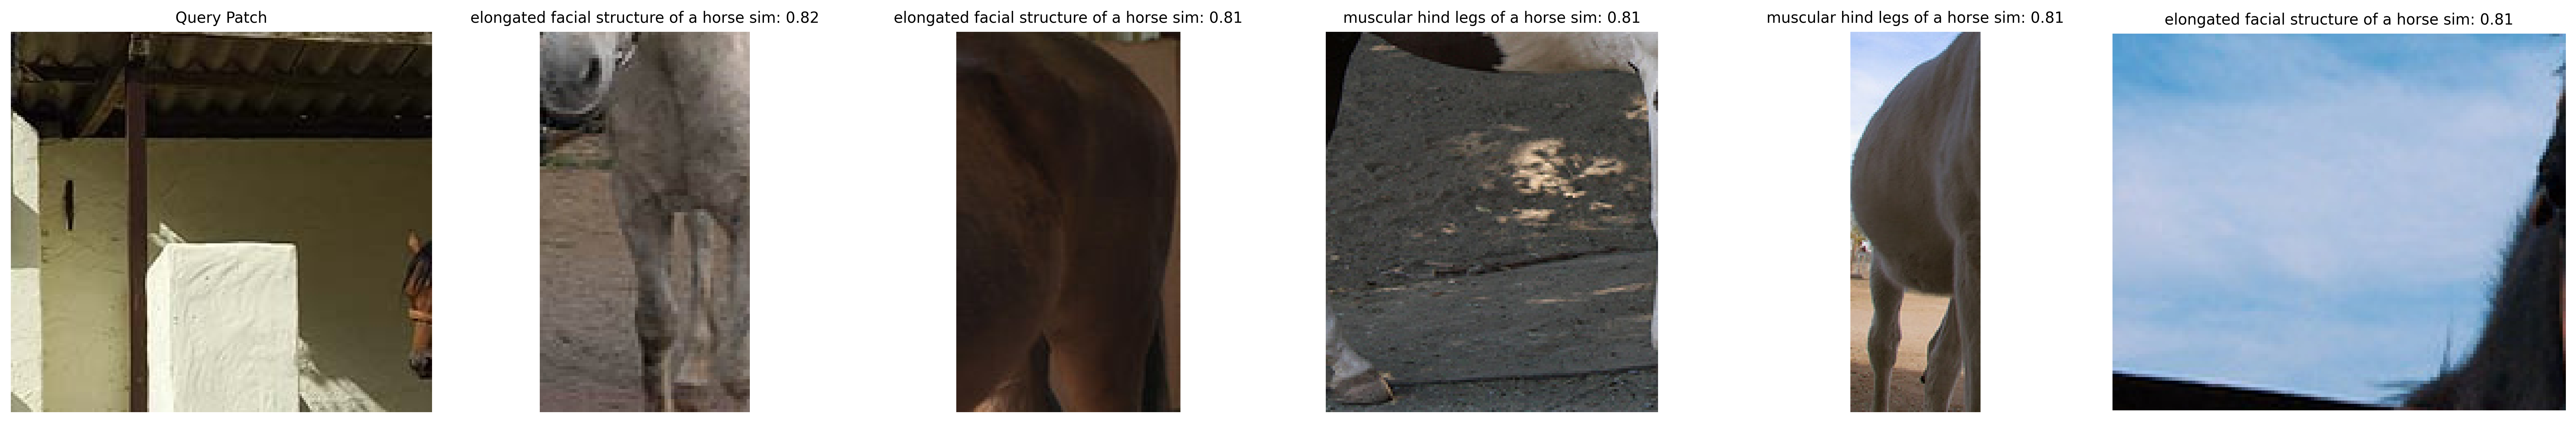 Query Patch
elongated facial structure of a horse sim: 0.82
elongated facial structure of a horse sim: 0.81
muscular hind legs of a horse sim: 0.81
muscular hind legs of a horse sim: 0.81
elongated facial structure of a horse sim: 0.81